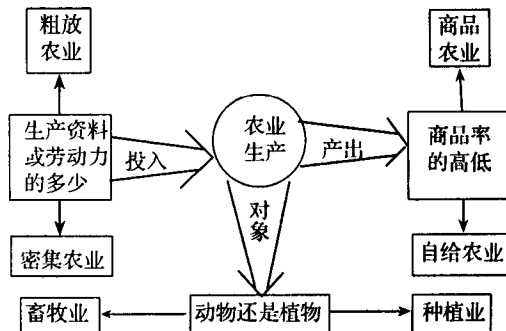 粗放
农业
商品
农业
生产资料
或劳动力
的多少
投入
农业
生产
产出
商品率
的高低
对
象
密集农业
自给农业
畜牧业
动物还是植物
种植业